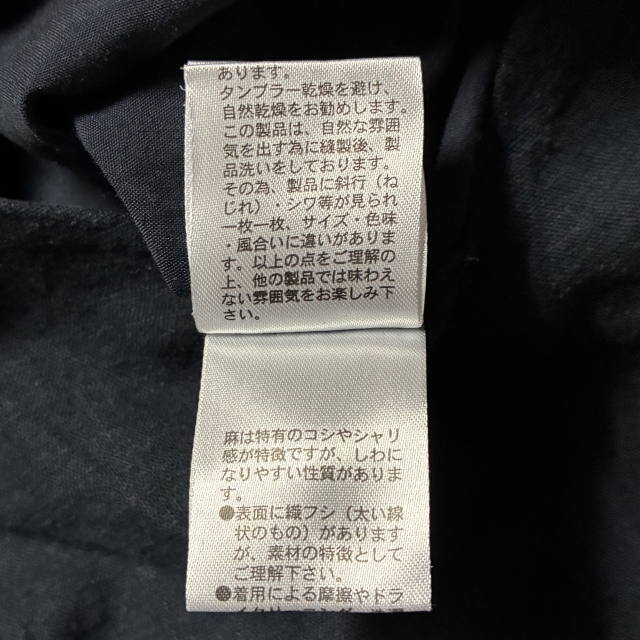 あります。
タンブラー乾燥を避け、
自然乾燥をお勧めします。
この製品は、自然な雰囲
気を出す為に縫製後、製
品洗いをしております。
その為、製品に斜行（ね
じれ）・シワ等が見られ
一枚一枚、サイズ・色味
・風合いに違いがありま
す。以上の点をご理解の
上、他の製品では味わえ
ない雰囲気をお楽しみ下
さい。
麻は特有のコシやシャリ
感が特徴ですが、しわに
なりやすい性質がありま
す。
●表面に織フシ（太い線
状のもの）があります
が、素材の特徴として
ご理解下さい。
●着用による摩擦やドラ